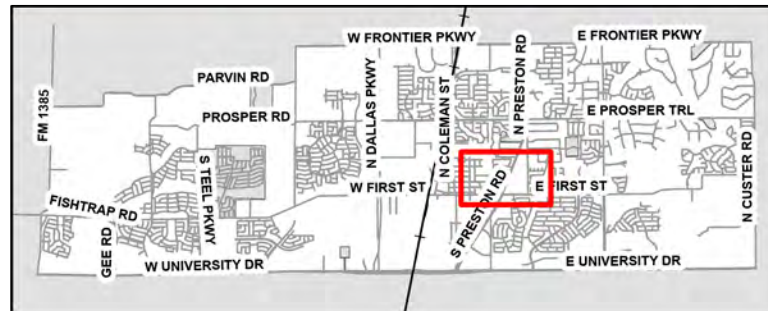 W FRONTIER PKWY
E FRONTIER PKWY
PARVIN RD
N DALLAS PKWY
N COLEMAN ST
N PRESTON RD
FM 1385
PROSPER RD
E PROSPER TRL
S TEEL PKWY
W FIRST ST
S PRESTON RD
E FIRST ST
N CUSTER RD
FISHTRAP RD
GEE RD
W UNIVERSITY DR
E UNIVERSITY DR